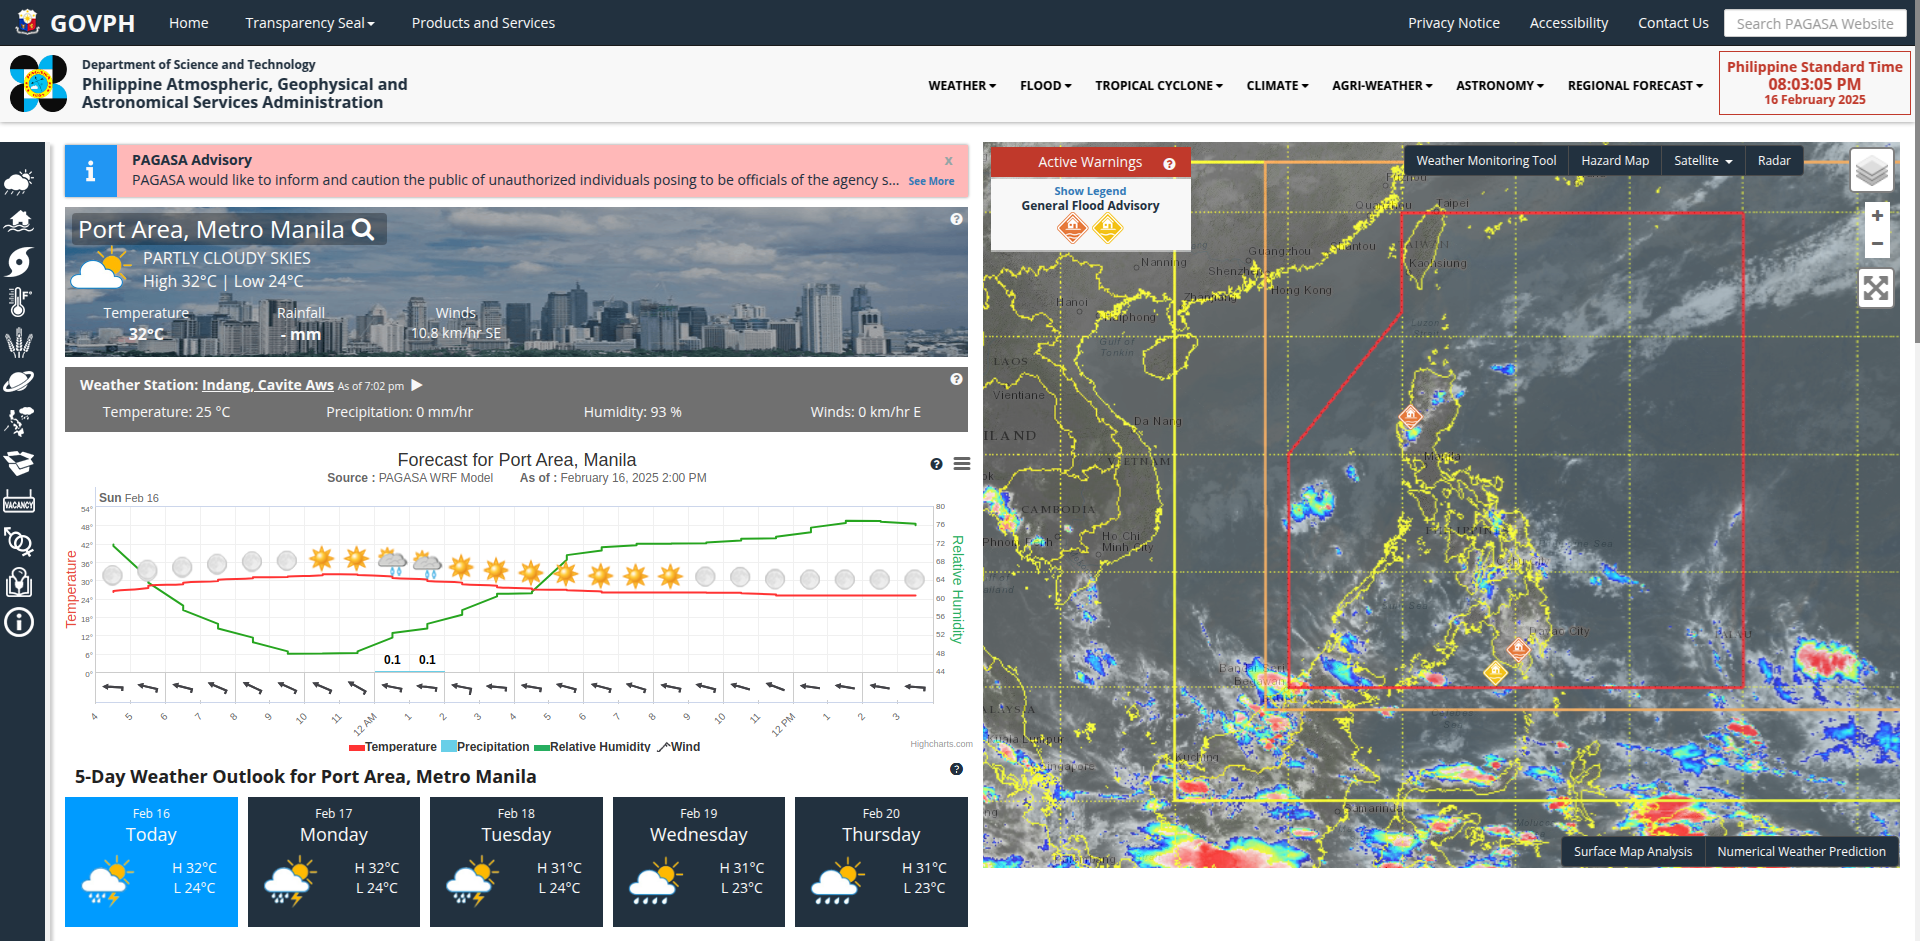 GOVPH
Home
Transparency Seal
Products and Services
Privacy Notice
Accessibility
Contact Us
Search PAGASA Website
Department of Science and Technology
Philippine Atmospheric, Geophysical and
Astronomical Services Administration
WEATHER
FLOOD
TROPICAL CYCLONE
CLIMATE
AGRI-WEATHER
ASTRONOMY
REGIONAL FORECAST
Philippine Standard Time
08:03:05 PM
16 February 2025
PAGASA Advisory
x
PAGASA would like to inform and caution the public of unauthorized individuals posing to be officials of the agency s... See More
Port Area, Metro Manila
PARTLY CLOUDY SKIES
High 32°C | Low 24°C
Temperature
32°C
Rainfall
- mm
Winds
10.8 km/hr SE
Weather Station: Indang, Cavite Aws As of 7:02 pm
Temperature: 25 °C
Precipitation: 0 mm/hr
Humidity: 93 %
Winds: 0 km/hr E
Forecast for Port Area, Manila
Source : PAGASA WRF Model As of : February 16, 2025 2:00 PM
Sun Feb 16
Temperature
54°
48°
42°
36°
30°
24°
18°
12°
6°
0°
80
76
72
68
64
60
56
52
48
44
Relative Humidity
0.1 0.1
4 5 6 7 8 9 10 11 12 AM 1 2 3 4 5 6 7 8 9 10 11 12 PM 1 2 3
Temperature Precipitation Relative Humidity Wind
Highcharts.com
5-Day Weather Outlook for Port Area, Metro Manila
Feb 16
Today
H 32°C
L 24°C
Feb 17
Monday
H 32°C
L 24°C
Feb 18
Tuesday
H 31°C
L 24°C
Feb 19
Wednesday
H 31°C
L 23°C
Feb 20
Thursday
H 31°C
L 23°C
VACANCY
Active Warnings
Show Legend
General Flood Advisory
Weather Monitoring Tool
Hazard Map
Satellite
Radar
+
−
Taipei
Guangzhou
Kaohsiung
Nanning
Shenzhen
Hong Kong
Hanoi
Gulf of
Tonkin
LAOS
Vientiane
Da Nang
VIETNAM
CAMBODIA
Ho Chi
Minh City
Kuching
Surface Map Analysis
Numerical Weather Prediction